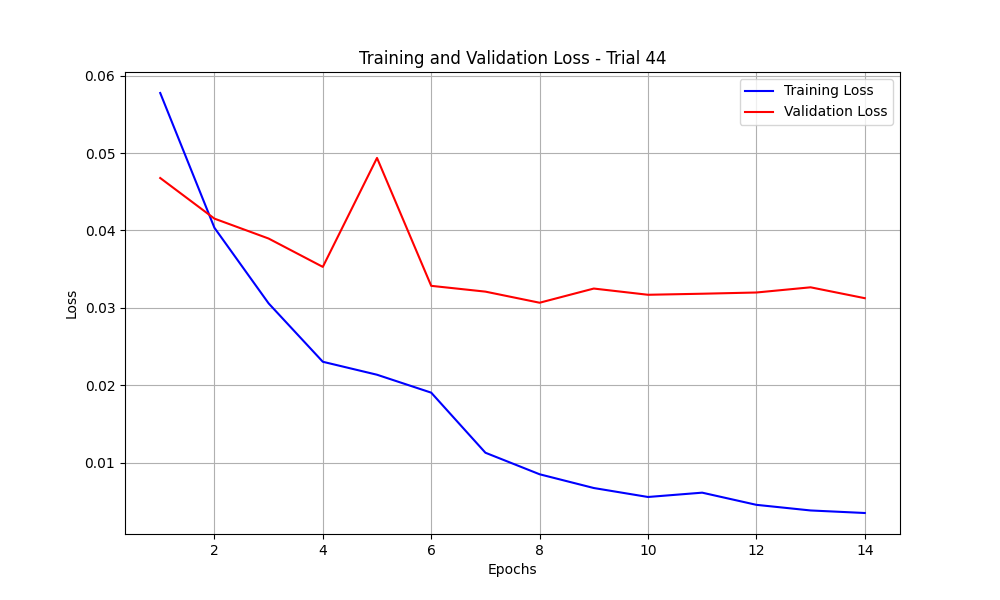 Training and Validation Loss - Trial 44
Training Loss
Validation Loss
Loss
0.06
0.05
0.04
0.03
0.02
0.01
2 4 6 8 10 12 14
Epochs